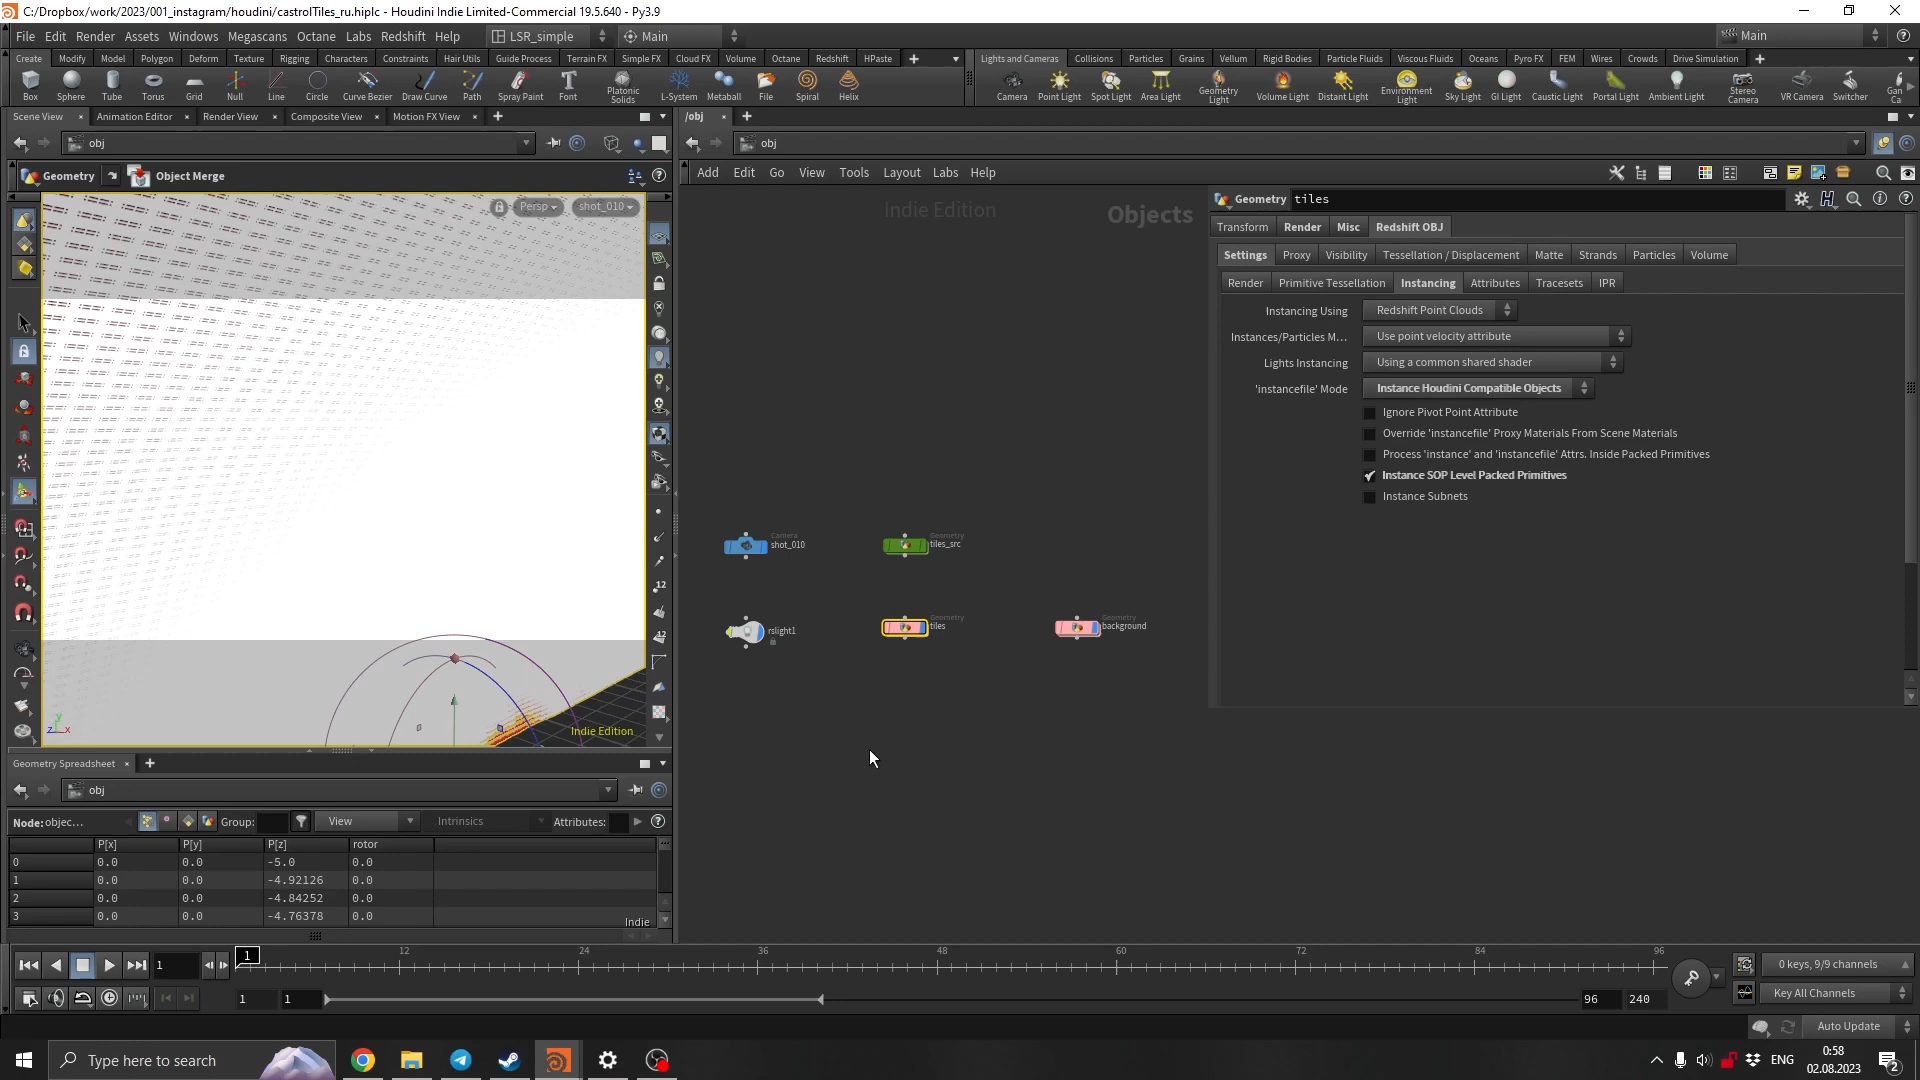 C:/Dropbox/work/2023/001_instagram/houdini/castrolTiles_ru.hiplc - Houdini Indie Limited-Commercial 19.5.640 - Py3.9
File Edit Render Assets Windows Megascans Octane Labs Redshift Help LSR_simple Main Main
Create Modify Model Polygon Deform Texture Rigging Characters Constraints Hair Utils Guide Process Terrain FX Simple FX Cloud FX Volume Octane Redshift HPaste
Lights and Cameras Collisions Particles Grains Vellum Rigid Bodies Particle Fluids Viscous Fluids Oceans Pyro FX FEM Wires Crowds Drive Simulation
Box Sphere Tube Torus Grid Null Line Circle Curve Bezier Draw Curve Path Spray Paint Font Platonic Solids L-System Metaball File Spiral Helix
Camera Point Light Spot Light Area Light Geometry Light Volume Light Distant Light Environment Light Sky Light GI Light Caustic Light Portal Light Ambient Light Stereo Camera VR Camera Switcher Gan Ca
Scene View Animation Editor Render View Composite View Motion FX View
/obj
obj
obj
Geometry Object Merge
Add Edit Go View Tools Layout Labs Help
Persp shot_010
Indie Edition
Objects
Geometry tiles
Transform Render Misc Redshift OBJ
Settings Proxy Visibility Tessellation / Displacement Matte Strands Particles Volume
Render Primitive Tessellation Instancing Attributes Tracesets IPR
Instancing Using Redshift Point Clouds
Instances/Particles M... Use point velocity attribute
Lights Instancing Using a common shared shader
'instancefile' Mode Instance Houdini Compatible Objects
Ignore Pivot Point Attribute
Override 'instancefile' Proxy Materials From Scene Materials
Process 'instance' and 'instancefile' Attrs. Inside Packed Primitives
Instance SOP Level Packed Primitives
Instance Subnets
Camera
shot_010
Geometry
tiles_src
rslight1
Geometry
tiles
Geometry
background
12
12
y
z x
Indie Edition
Geometry Spreadsheet
obj
Node:objec... Group: View Intrinsics Attributes:
P[x] P[y] P[z] rotor
0 0.0 0.0 -5.0 0.0
1 0.0 0.0 -4.92126 0.0
2 0.0 0.0 -4.84252 0.0
3 0.0 0.0 -4.76378 0.0
Indie
1 1 12 24 36 48 60 72 84 96
0 keys, 9/9 channels
1 1 96 240
Key All Channels
Auto Update
Type here to search
ENG
0:58
02.08.2023
2